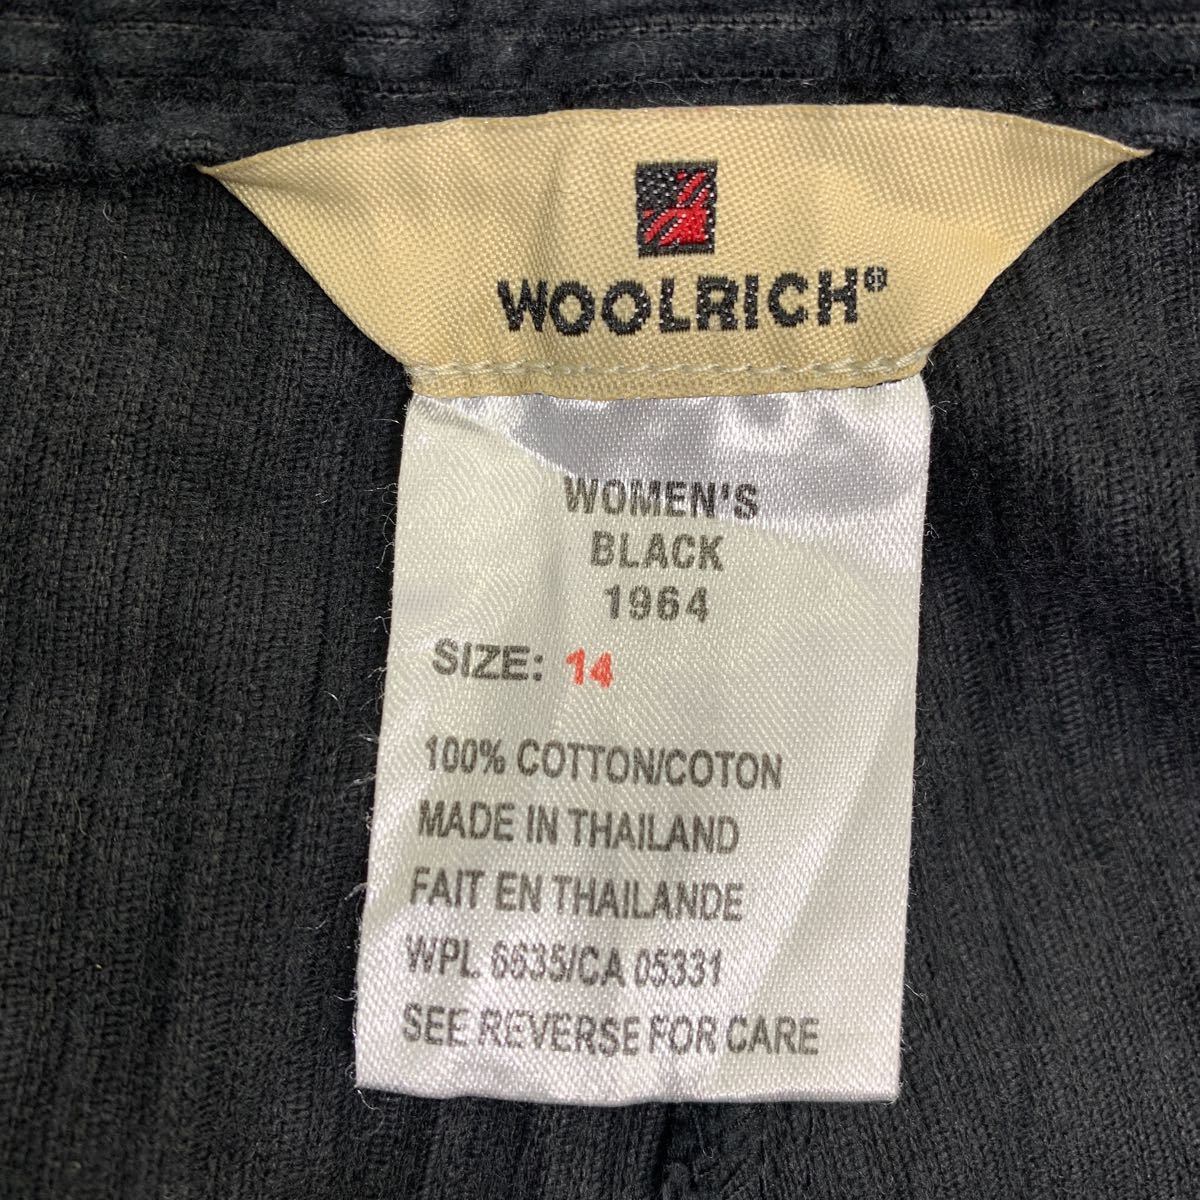 WOOLRICH®
WOMEN'S
BLACK
1964
SIZE: 14
100% COTTON/COTON
MADE IN THAILAND
FAIT EN THAILANDE
WPL 6635/CA 05331
SEE REVERSE FOR CARE